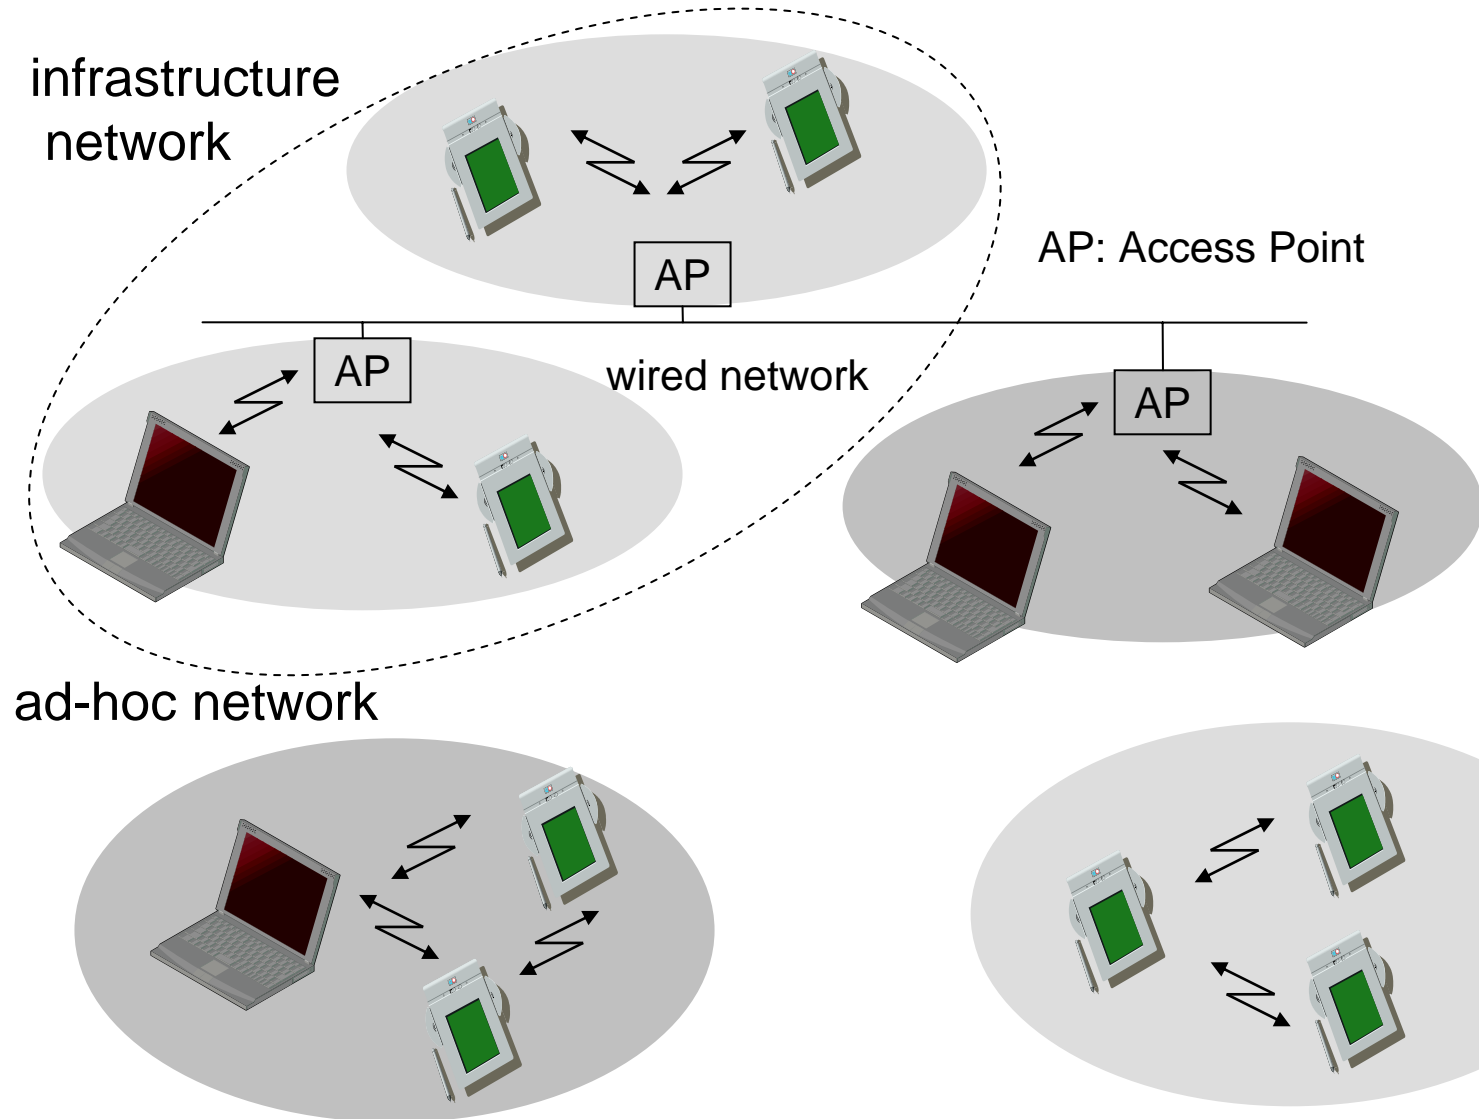 infrastructure
network
AP: Access Point
AP
AP
wired network
AP
ad-hoc network